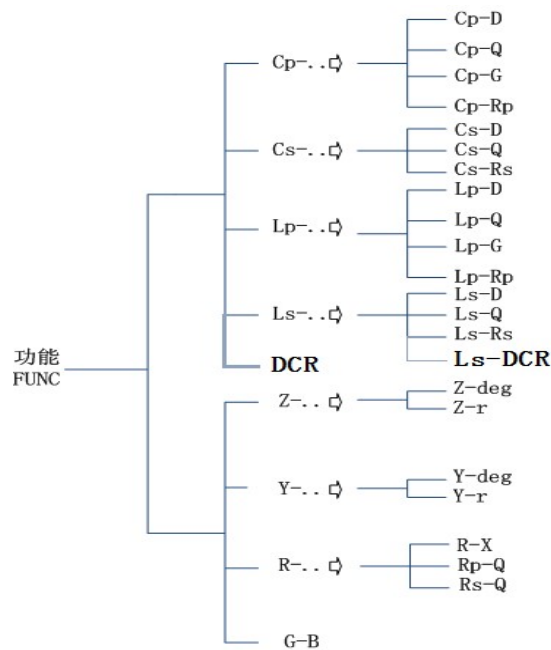 功能
FUNC
Cp-..⇨
Cp-D
Cp-Q
Cp-G
Cp-Rp
Cs-..⇨
Cs-D
Cs-Q
Cs-Rs
Lp-..⇨
Lp-D
Lp-Q
Lp-G
Lp-Rp
Ls-..⇨
Ls-D
Ls-Q
Ls-Rs
Ls-DCR
DCR
Z-..⇨
Z-deg
Z-r
Y-..⇨
Y-deg
Y-r
R-..⇨
R-X
Rp-Q
Rs-Q
G-B